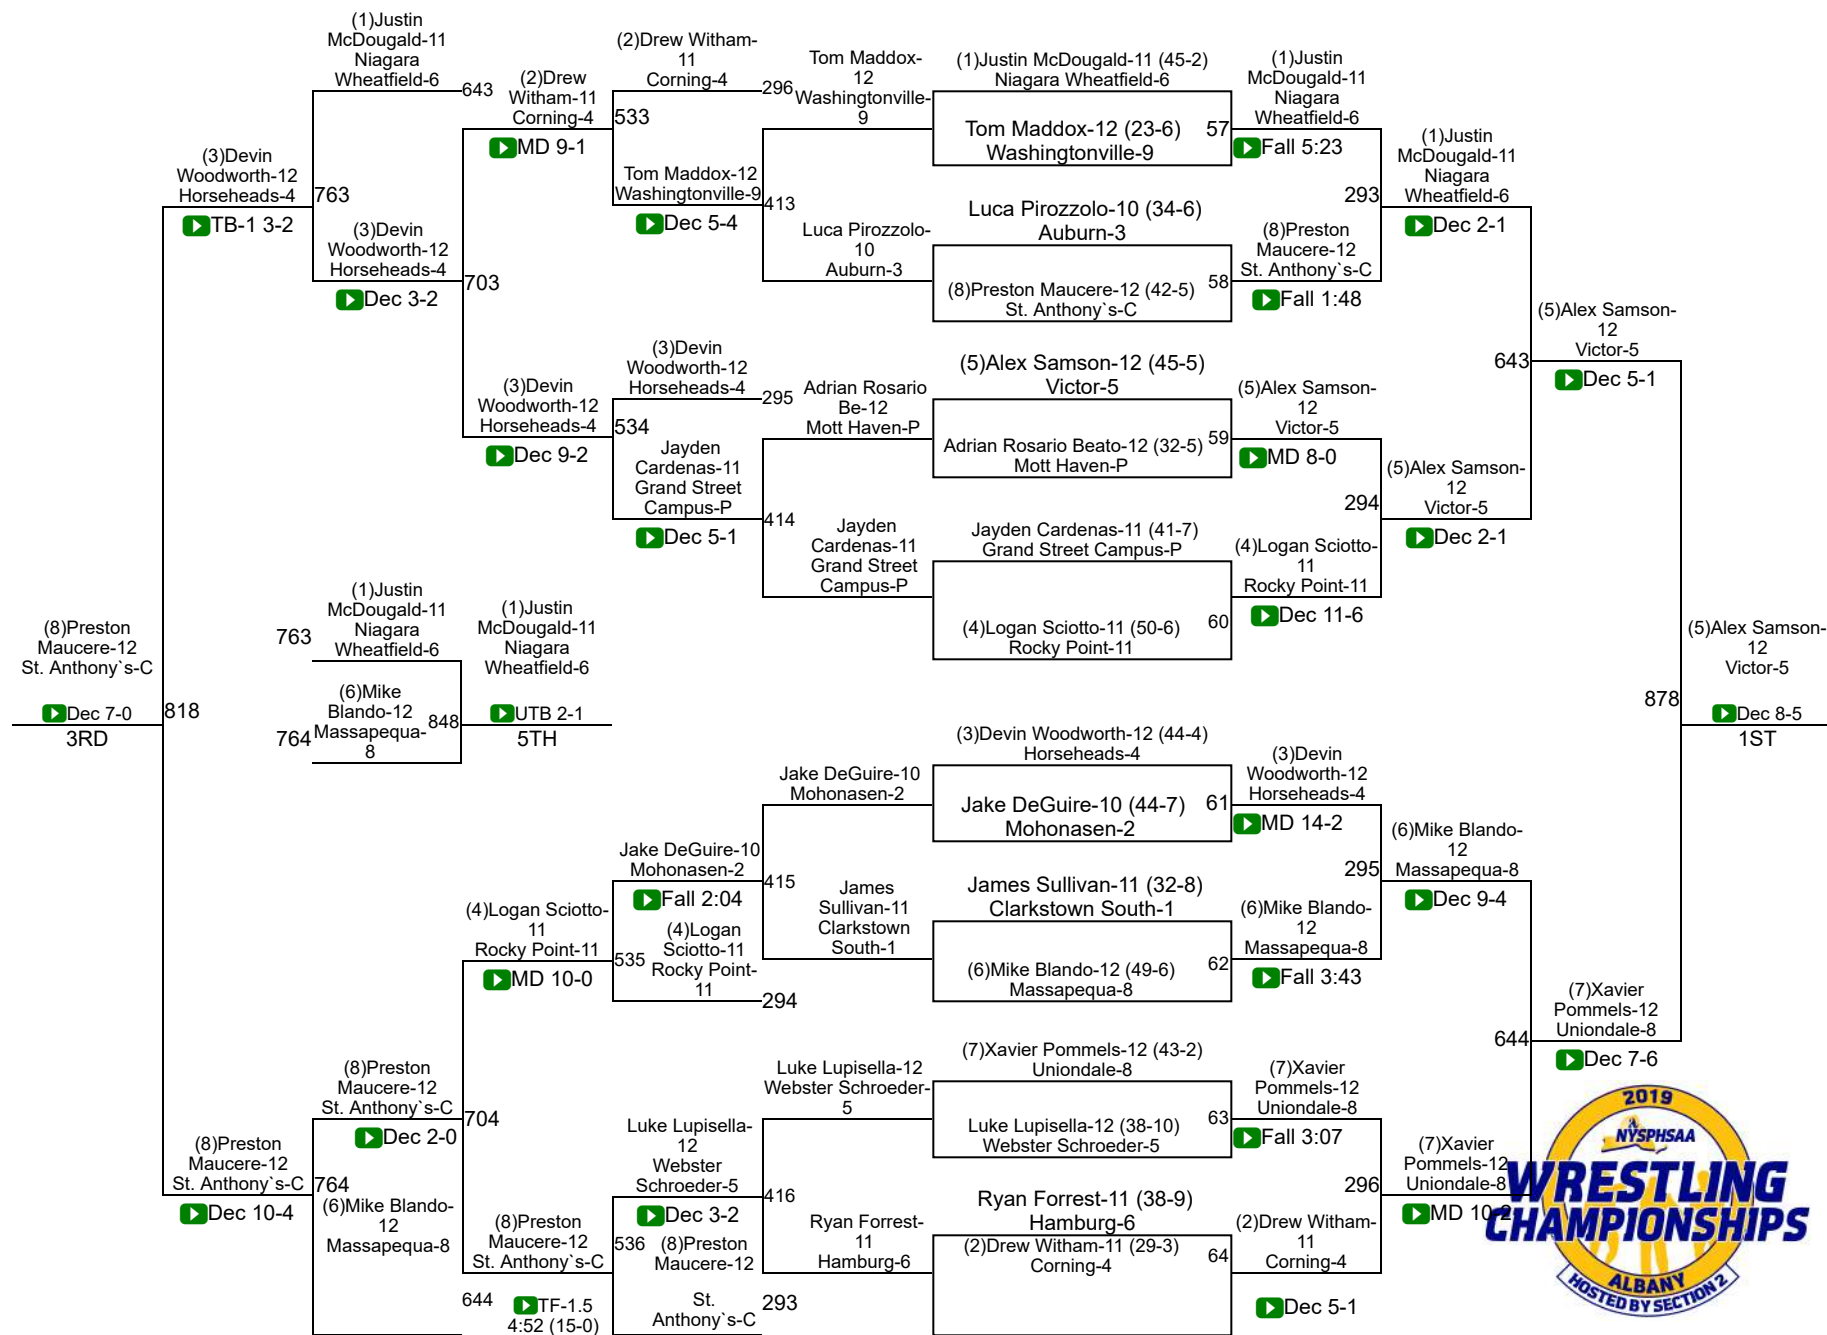 (1)Justin
McDougald-11
Niagara
Wheatfield-6
643
(3)Devin
Woodworth-12
Horseheads-4
TB-1 3-2
763
(3)Devin
Woodworth-12
Horseheads-4
Dec 3-2
703
(2)Drew
Witham-11
Corning-4
MD 9-1
533
(2)Drew Witham-
11
Corning-4
296
Tom Maddox-12
Washingtonville-9
Dec 5-4
413
Tom Maddox-
12
Washingtonville-
9
Luca Pirozzolo-
10
Auburn-3
(1)Justin McDougald-11 (45-2)
Niagara Wheatfield-6
Tom Maddox-12 (23-6)
Washingtonville-9
57
Luca Pirozzolo-10 (34-6)
Auburn-3
(8)Preston Maucere-12 (42-5)
St. Anthony`s-C
58
(1)Justin
McDougald-11
Niagara
Wheatfield-6
Fall 5:23
293
(8)Preston
Maucere-12
St. Anthony`s-C
Fall 1:48
(1)Justin
McDougald-11
Niagara
Wheatfield-6
Dec 2-1
643
(5)Alex Samson-
12
Victor-5
Dec 5-1
(3)Devin
Woodworth-12
Horseheads-4
Dec 9-2
534
(3)Devin
Woodworth-12
Horseheads-4
295
Jayden
Cardenas-11
Grand Street
Campus-P
Dec 5-1
414
Adrian Rosario
Be-12
Mott Haven-P
Jayden
Cardenas-11
Grand Street
Campus-P
(5)Alex Samson-12 (45-5)
Victor-5
Adrian Rosario Beato-12 (32-5)
Mott Haven-P
59
Jayden Cardenas-11 (41-7)
Grand Street Campus-P
(4)Logan Sciotto-11 (50-6)
Rocky Point-11
60
(5)Alex Samson-
12
Victor-5
MD 8-0
294
(4)Logan Sciotto-
11
Rocky Point-11
Dec 11-6
(5)Alex Samson-
12
Victor-5
Dec 2-1
(8)Preston
Maucere-12
St. Anthony`s-C
Dec 7-0
3RD
818
763
(1)Justin
McDougald-11
Niagara
Wheatfield-6
764
(6)Mike
Blando-12
Massapequa-
8
848
(1)Justin
McDougald-11
Niagara
Wheatfield-6
UTB 2-1
5TH
878
(5)Alex Samson-
12
Victor-5
Dec 8-5
1ST
(3)Devin Woodworth-12 (44-4)
Horseheads-4
Jake DeGuire-10 (44-7)
Mohonasen-2
61
James Sullivan-11 (32-8)
Clarkstown South-1
(6)Mike Blando-12 (49-6)
Massapequa-8
62
(3)Devin
Woodworth-12
Horseheads-4
MD 14-2
295
(6)Mike Blando-
12
Massapequa-8
Fall 3:43
(6)Mike Blando-
12
Massapequa-8
Dec 9-4
644
(7)Xavier
Pommels-12
Uniondale-8
Dec 7-6
Jake DeGuire-10
Mohonasen-2
James
Sullivan-11
Clarkstown
South-1
Jake DeGuire-10
Mohonasen-2
Fall 2:04
415
(4)Logan
Sciotto-11
Rocky Point-
11
294
(4)Logan Sciotto-
11
Rocky Point-11
MD 10-0
535
(8)Preston
Maucere-12
St. Anthony`s-C
Dec 2-0
704
(8)Preston
Maucere-12
St. Anthony`s-C
Dec 10-4
764
(6)Mike Blando-
12
Massapequa-8
644
(8)Preston
Maucere-12
St. Anthony`s-C
TF-1.5
4:52 (15-0)
536
Luke Lupisella-
12
Webster
Schroeder-5
Dec 3-2
416
(8)Preston
Maucere-12
St.
Anthony`s-C
293
Luke Lupisella-12
Webster Schroeder-
5
Ryan Forrest-
11
Hamburg-6
(7)Xavier Pommels-12 (43-2)
Uniondale-8
Luke Lupisella-12 (38-10)
Webster Schroeder-5
63
Ryan Forrest-11 (38-9)
Hamburg-6
(2)Drew Witham-11 (29-3)
Corning-4
64
(7)Xavier
Pommels-12
Uniondale-8
Fall 3:07
296
(2)Drew Witham-
11
Corning-4
Dec 5-1
(7)Xavier
Pommels-12
Uniondale-8
MD 10-2
2019
NYSPHSAA
WRESTLING
CHAMPIONSHIPS
ALBANY
HOSTED BY SECTION 2